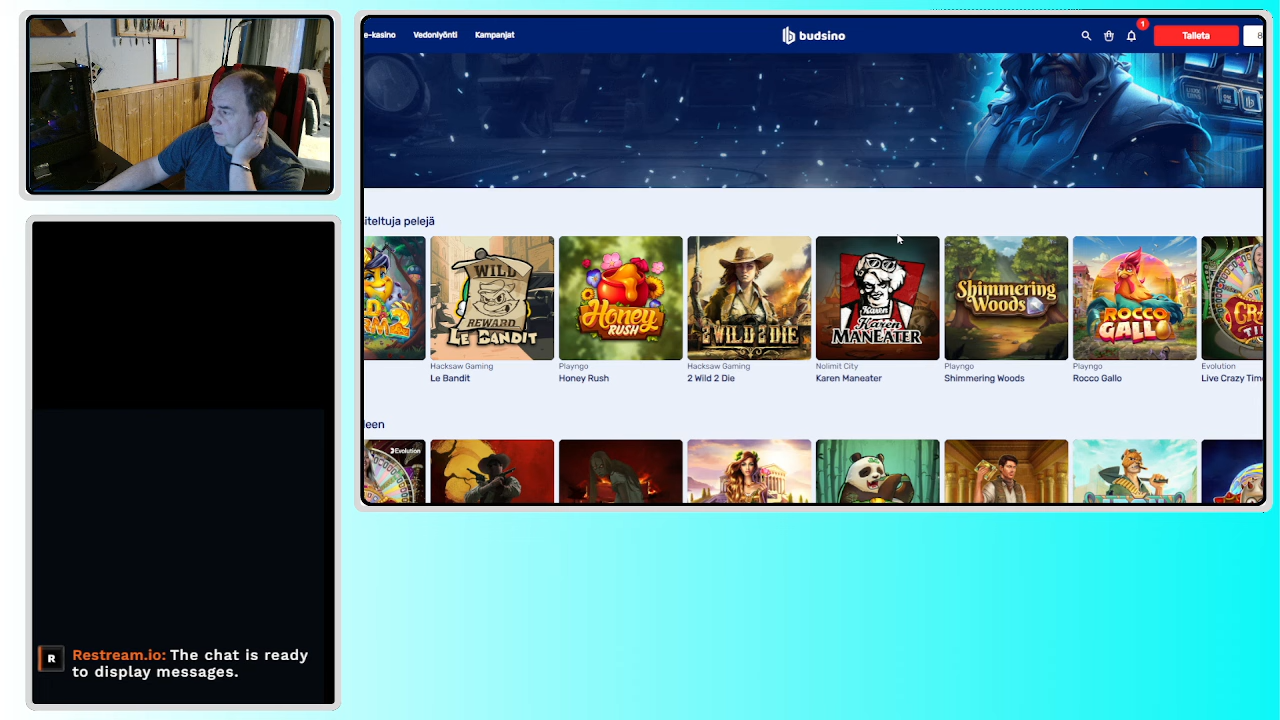 e-kasino
Vedonlyönti
Kampanjat
budsino
1
Talleta
8
iteltuja pelejä
WILD
REWARD
LE BANDIT
Honey
RUSH
2 WILD 2 DIE
Karen
Karen
MANEATER
Shimmering
Woods
ROCCO
GALLO
Hacksaw Gaming
Le Bandit
Playngo
Honey Rush
Hacksaw Gaming
2 Wild 2 Die
Nolimit City
Karen Maneater
Playngo
Shimmering Woods
Playngo
Rocco Gallo
Evolution
Live Crazy Tim
leen
Evolution
R
Restream.io: The chat is ready
to display messages.